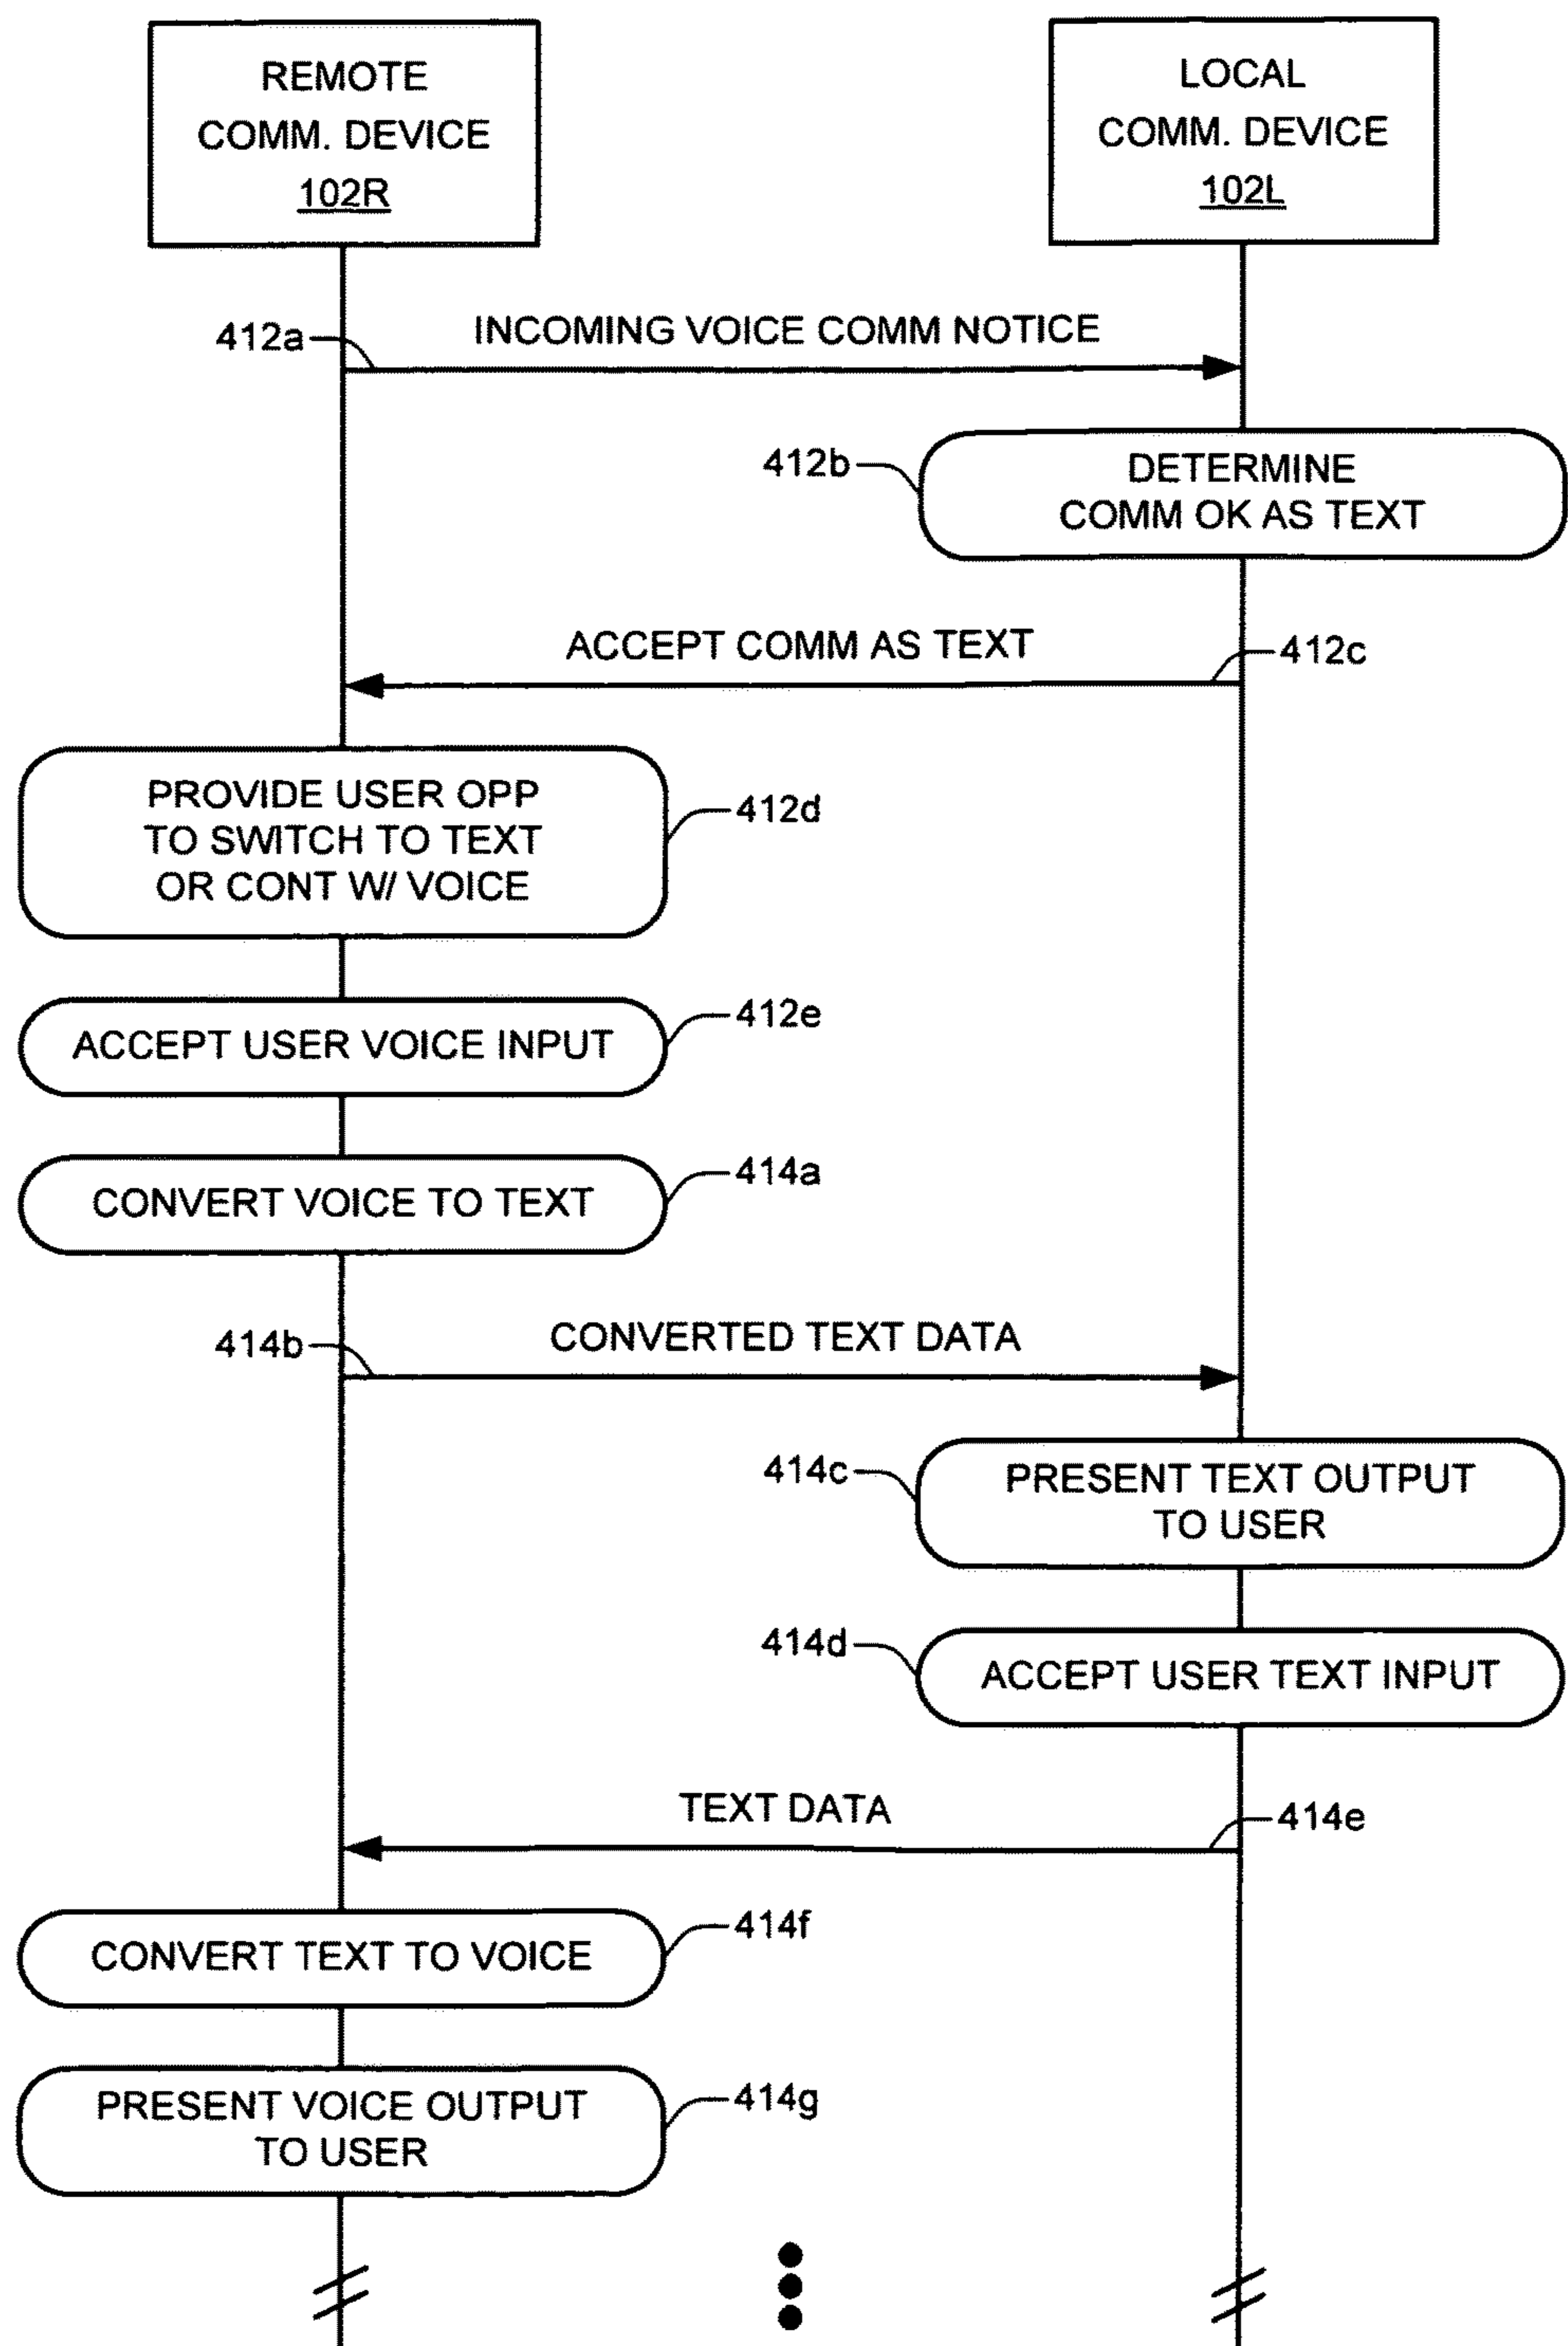 REMOTE
COMM. DEVICE
102R
LOCAL
COMM. DEVICE
102L
412a
INCOMING VOICE COMM NOTICE
412b
DETERMINE
COMM OK AS TEXT
ACCEPT COMM AS TEXT
412c
PROVIDE USER OPP
TO SWITCH TO TEXT
OR CONT W/ VOICE
412d
ACCEPT USER VOICE INPUT
412e
CONVERT VOICE TO TEXT
414a
414b
CONVERTED TEXT DATA
414c
PRESENT TEXT OUTPUT
TO USER
414d
ACCEPT USER TEXT INPUT
TEXT DATA
414e
CONVERT TEXT TO VOICE
414f
PRESENT VOICE OUTPUT
TO USER
414g